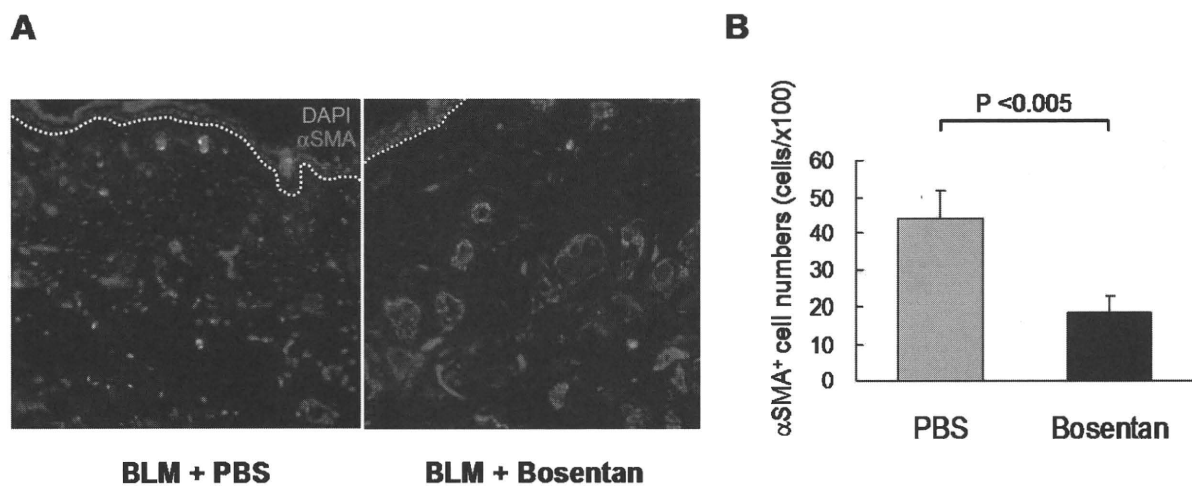 A
B
DAPI
αSMA
BLM + PBS
BLM + Bosentan
P <0.005
αSMA⁺ cell numbers (cells/x100)
60
50
40
30
20
10
0
PBS
Bosentan